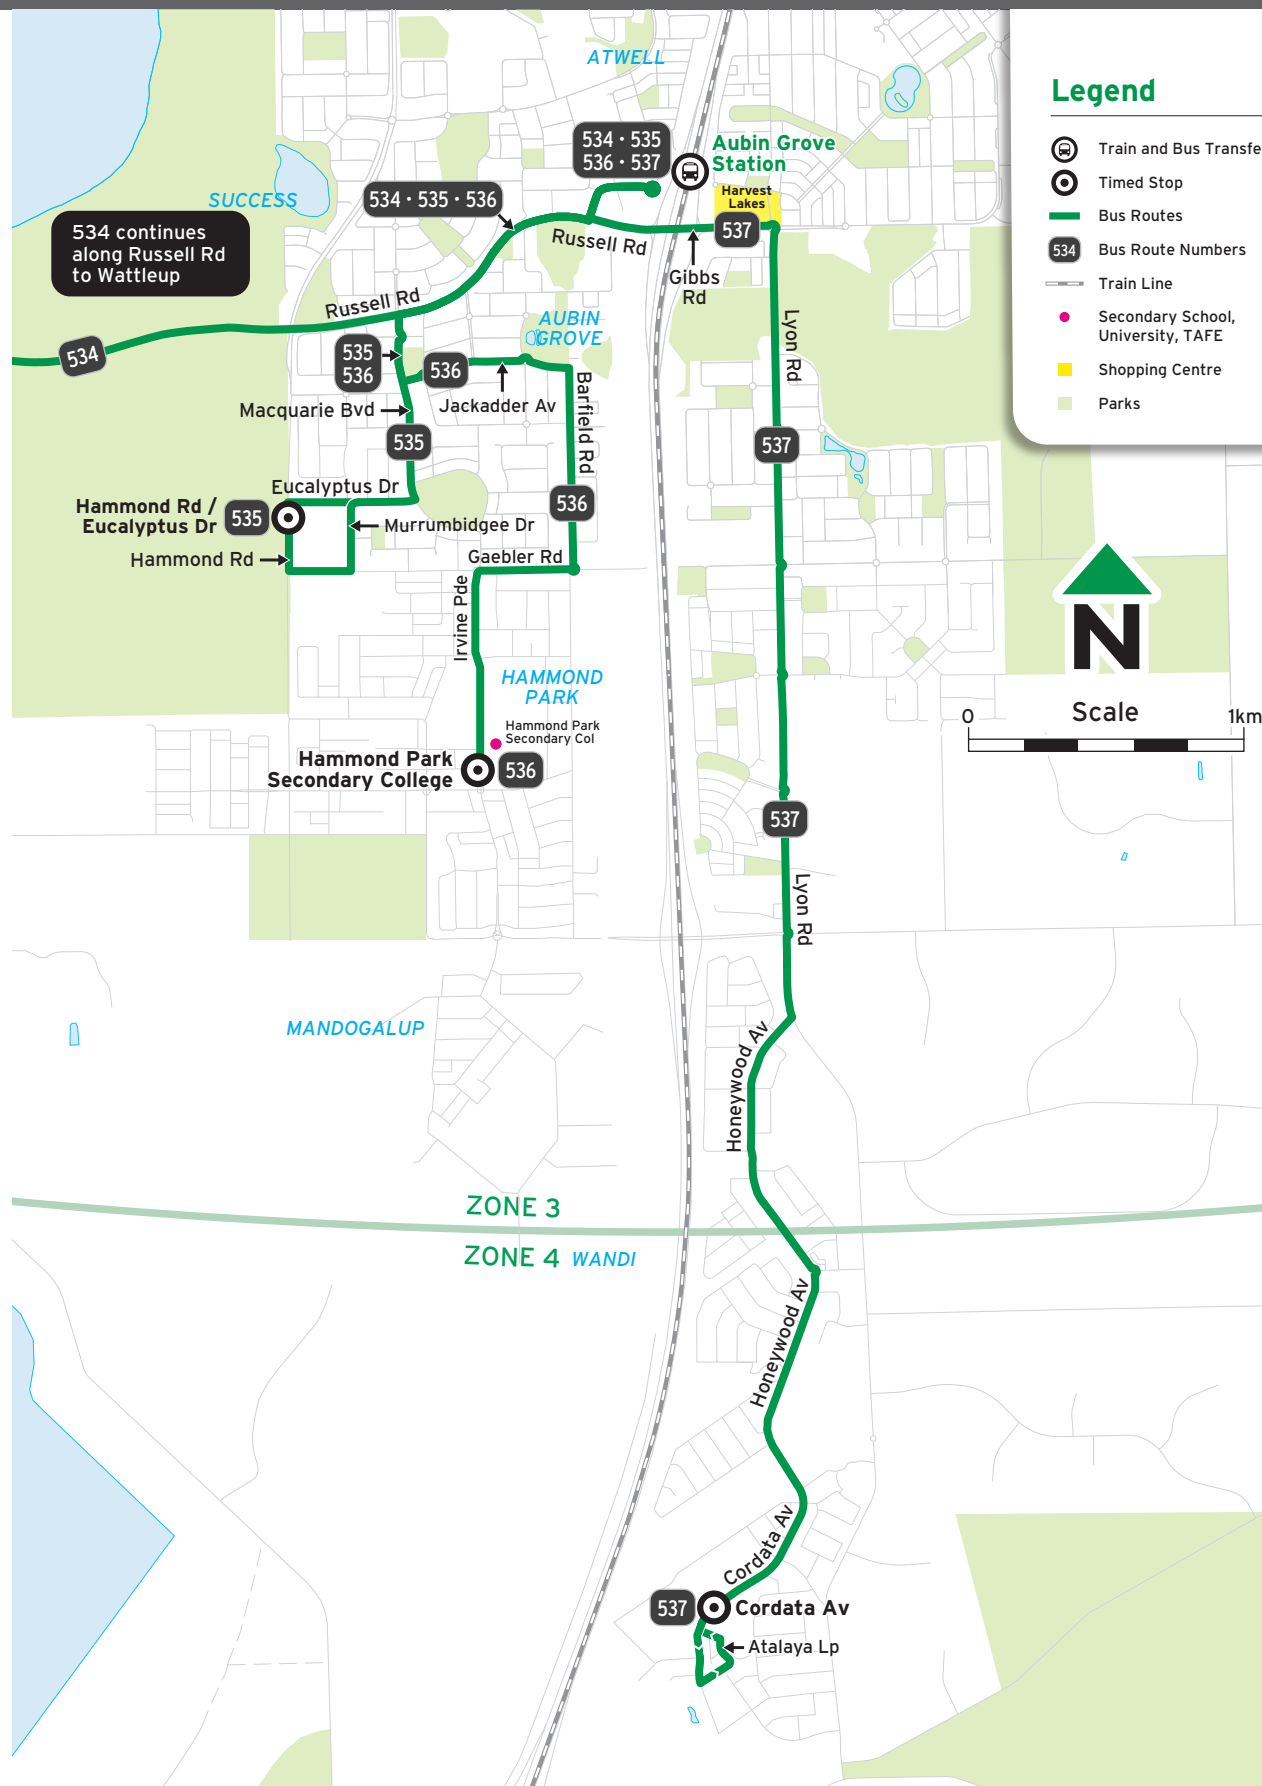 ATWELL
Legend
Train and Bus Transfe
Timed Stop
Bus Routes
534
Bus Route Numbers
Train Line
Secondary School,
University, TAFE
Shopping Centre
Parks
534 · 535
536 · 537
Aubin Grove
Station
Harvest
Lakes
537
SUCCESS
534 · 535 · 536
534 continues
along Russell Rd
to Wattleup
Russell Rd
Gibbs
Rd
Russell Rd
AUBIN
GROVE
534
535
536
536
Lyon Rd
Macquarie Bvd
Jackadder Av
Barfield Rd
535
537
Eucalyptus Dr
Hammond Rd /
Eucalyptus Dr
535
536
Murrumbidgee Dr
Hammond Rd
Gaebler Rd
Irvine Pde
N
HAMMOND
PARK
Scale
0
1km
Hammond Park
Secondary Col
Hammond Park
Secondary College
536
537
Lyon Rd
MANDOGALUP
Honeywood Av
ZONE 3
ZONE 4
WANDI
Honeywood Av
Cordata Av
537
Cordata Av
Atalaya Lp